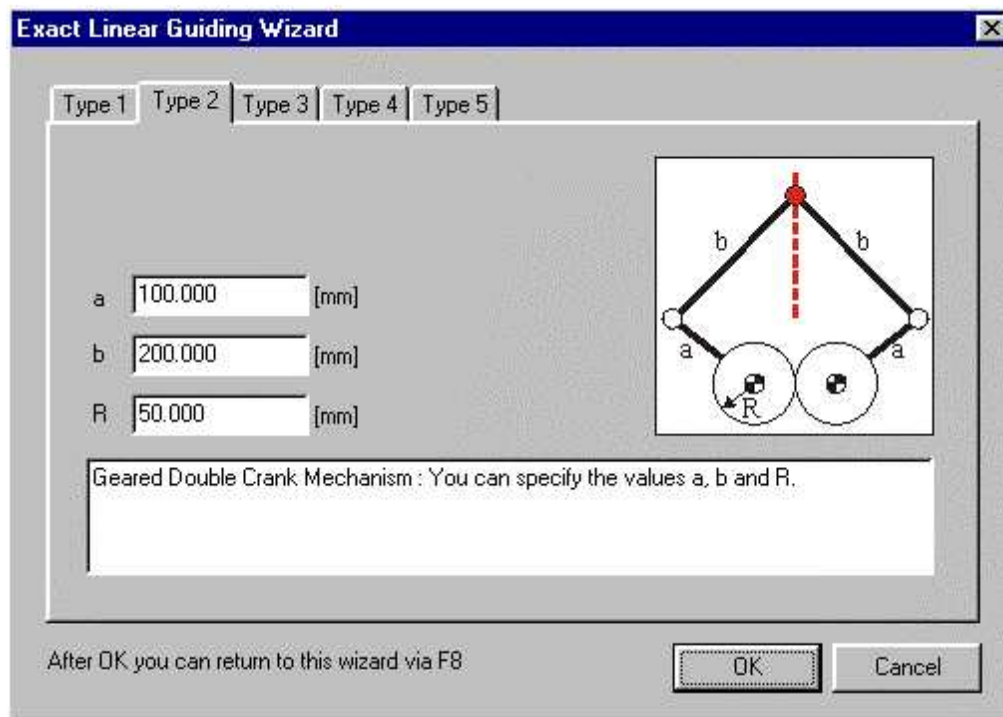 Exact Linear Guiding Wizard
Type 1 Type 2 Type 3 Type 4 Type 5
b b
a 100.000 [mm]
a a
b 200.000 [mm]
R
R 50.000 [mm]
Geared Double Crank Mechanism : You can specify the values a, b and R.
After OK you can return to this wizard via F8
OK Cancel